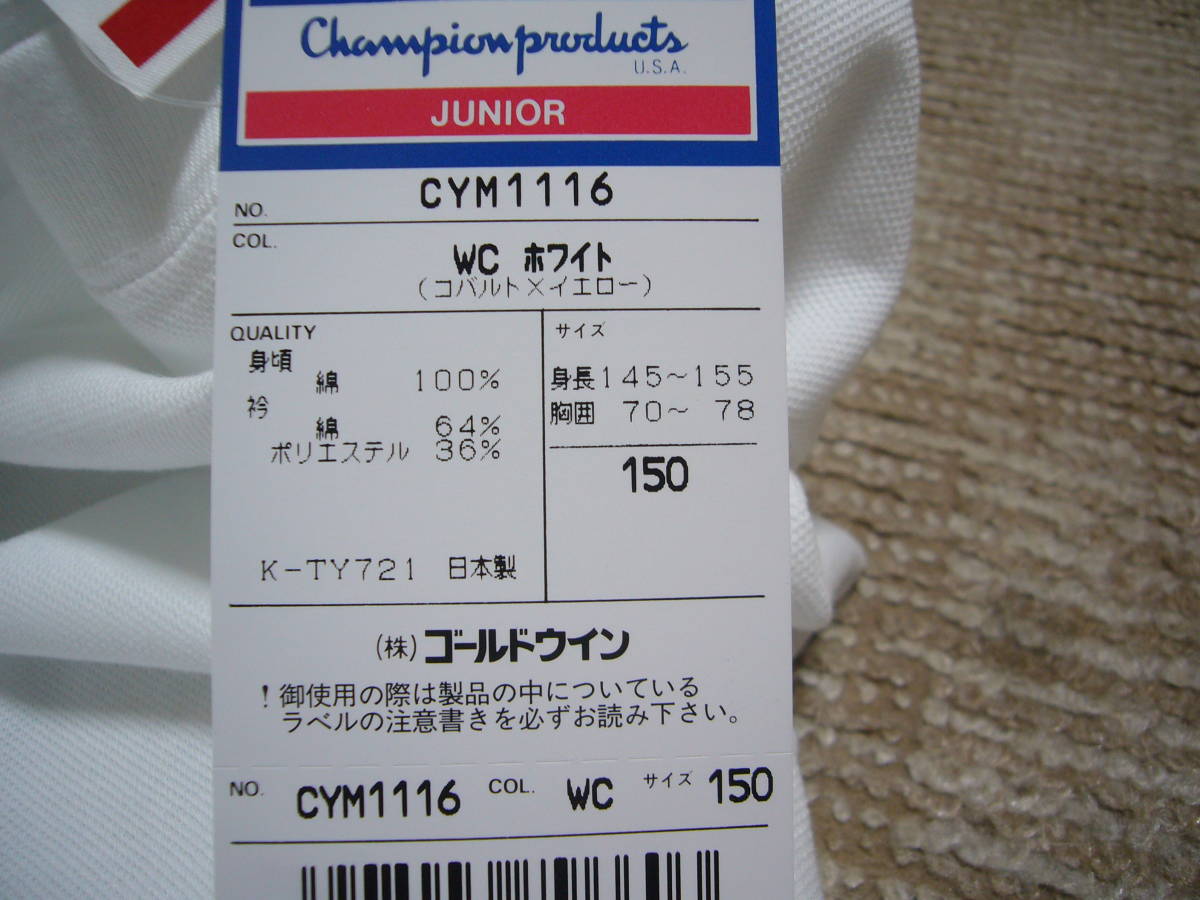 Champion products
U.S.A.
JUNIOR
NO. CYM1116
COL. WC ホワイト
(コバルト×イエロー)
QUALITY
身頃
綿 100%
衿
綿 64%
ポリエステル 36%
K-TY721 日本製
サイズ
身長145~155
胸囲 70~ 78
150
(株)ゴールドウイン
!御使用の際は製品の中についている
ラベルの注意書きを必ずお読み下さい。
NO. CYM1116 COL. WC サイズ 150